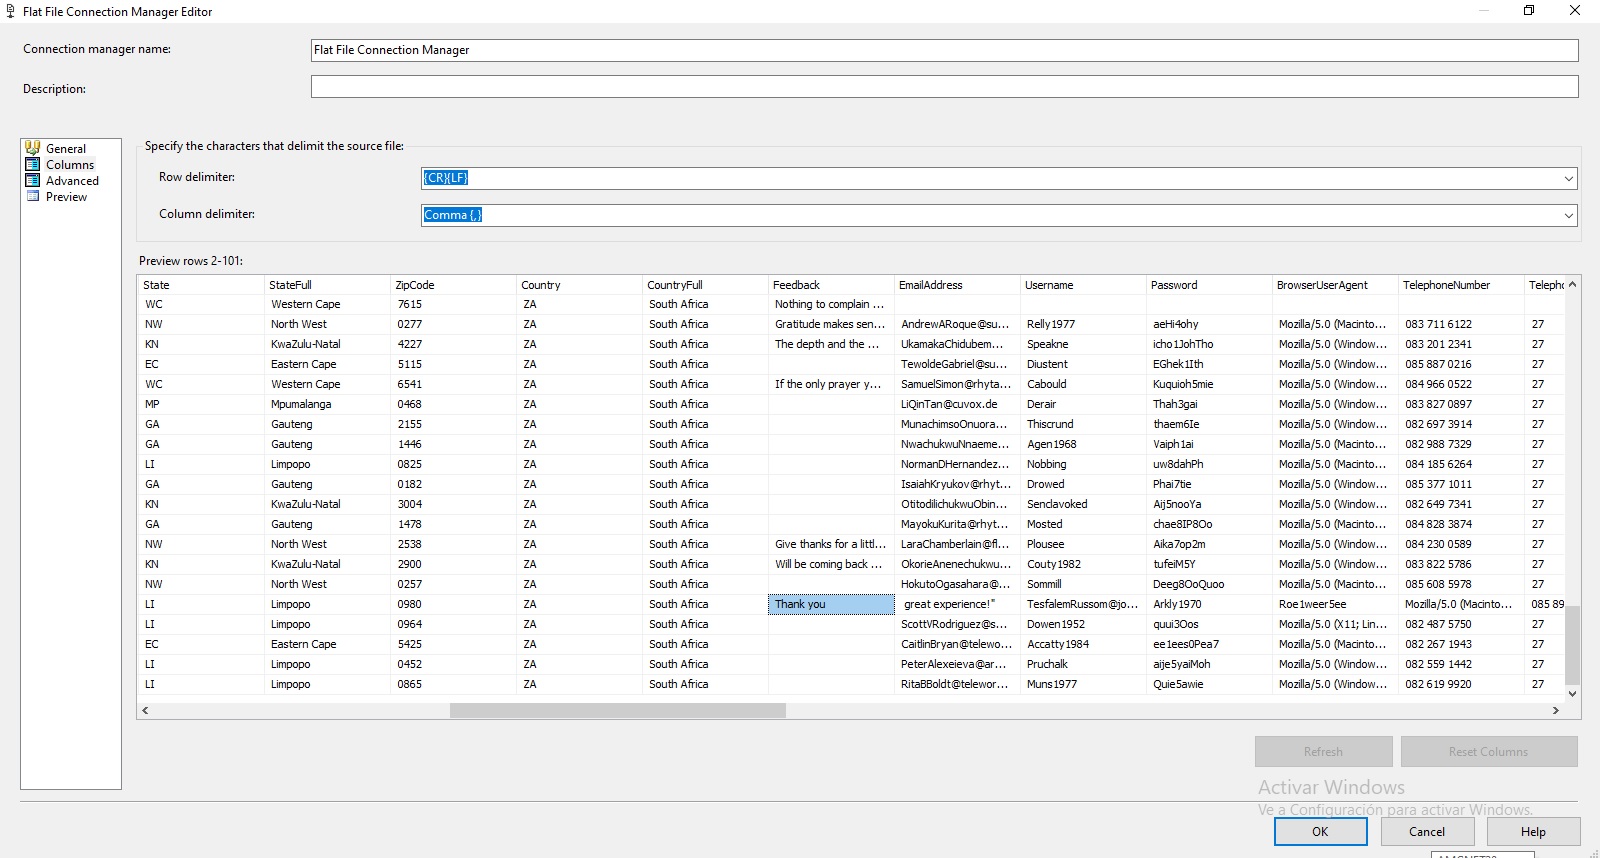 Flat File Connection Manager Editor
Connection manager name: Flat File Connection Manager
Description:
General
Columns
Advanced
Preview
Specify the characters that delimit the source file:
Row delimiter: {CR}{LF}
Column delimiter: Comma {,}
Preview rows 2-101:
State StateFull ZipCode Country CountryFull Feedback EmailAddress Username Password BrowserUserAgent TelephoneNumber Telepho
WC Western Cape 7615 ZA South Africa Nothing to complain ...
NW North West 0277 ZA South Africa Gratitude makes sen... AndrewARoque@su... Relly1977 aeHi4ohy Mozilla/5.0 (Macinto... 083 711 6122 27
KN KwaZulu-Natal 4227 ZA South Africa The depth and the ... UkamakaChidubem... Speakne icho1JohTho Mozilla/5.0 (Window... 083 201 2341 27
EC Eastern Cape 5115 ZA South Africa TewoldeGabriel@su... Diustent EGhek1Ith Mozilla/5.0 (Window... 085 887 0216 27
WC Western Cape 6541 ZA South Africa If the only prayer y... SamuelSimon@rhyta... Cabould Kuquioh5mie Mozilla/5.0 (Window... 084 966 0522 27
MP Mpumalanga 0468 ZA South Africa LiQinTan@cuvox.de Derair Thah3gai Mozilla/5.0 (Window... 083 827 0897 27
GA Gauteng 2155 ZA South Africa MunachimsoOnuora... Thiscrund thaem6Ie Mozilla/5.0 (Window... 082 697 3914 27
GA Gauteng 1446 ZA South Africa NwachukwuNnaeme... Agen1968 Vaiph1ai Mozilla/5.0 (Macinto... 082 988 7329 27
LI Limpopo 0825 ZA South Africa NormanDHernandez... Nobbing uw8dahPh Mozilla/5.0 (Macinto... 084 185 6264 27
GA Gauteng 0182 ZA South Africa IsaiahKryukov@rhyt... Drowed Phai7tie Mozilla/5.0 (Window... 085 377 1011 27
KN KwaZulu-Natal 3004 ZA South Africa OtitodilichukwuObin... Senclavoked Aij5nooYa Mozilla/5.0 (Window... 082 649 7341 27
GA Gauteng 1478 ZA South Africa MayokuKurita@rhyt... Mosted chae8IP8Oo Mozilla/5.0 (Macinto... 084 828 3874 27
NW North West 2538 ZA South Africa Give thanks for a littl... LaraChamberlain@fl... Plousee Aika7op2m Mozilla/5.0 (Window... 084 230 0589 27
KN KwaZulu-Natal 2900 ZA South Africa Will be coming back ... OkorieAnenechukwu... Couty1982 tufeiM5Y Mozilla/5.0 (Window... 083 822 5786 27
NW North West 0257 ZA South Africa HokutoOgasahara@... Sommill Deeg8OoQuoo Mozilla/5.0 (Macinto... 085 608 5978 27
LI Limpopo 0980 ZA South Africa Thank you great experience!" TesfalemRussom@jo... Arkly1970 Roe1weer5ee Mozilla/5.0 (Macinto... 085 89
LI Limpopo 0964 ZA South Africa ScottVRodriguez@s... Dowen1952 quui3Oos Mozilla/5.0 (X11; Lin... 082 487 5750 27
EC Eastern Cape 5425 ZA South Africa CaitlinBryan@telewo... Accatty1984 ee1ees0Pea7 Mozilla/5.0 (Macinto... 082 267 1943 27
LI Limpopo 0452 ZA South Africa PeterAlexeieva@ar... Pruchalk aije5yaiMoh Mozilla/5.0 (Window... 082 559 1442 27
LI Limpopo 0865 ZA South Africa RitaBBoldt@telewor... Muns1977 Quie5awie Mozilla/5.0 (Window... 082 619 9920 27
Refresh Reset Columns
Activar Windows
Ve a Configuración para activar Windows.
OK Cancel Help